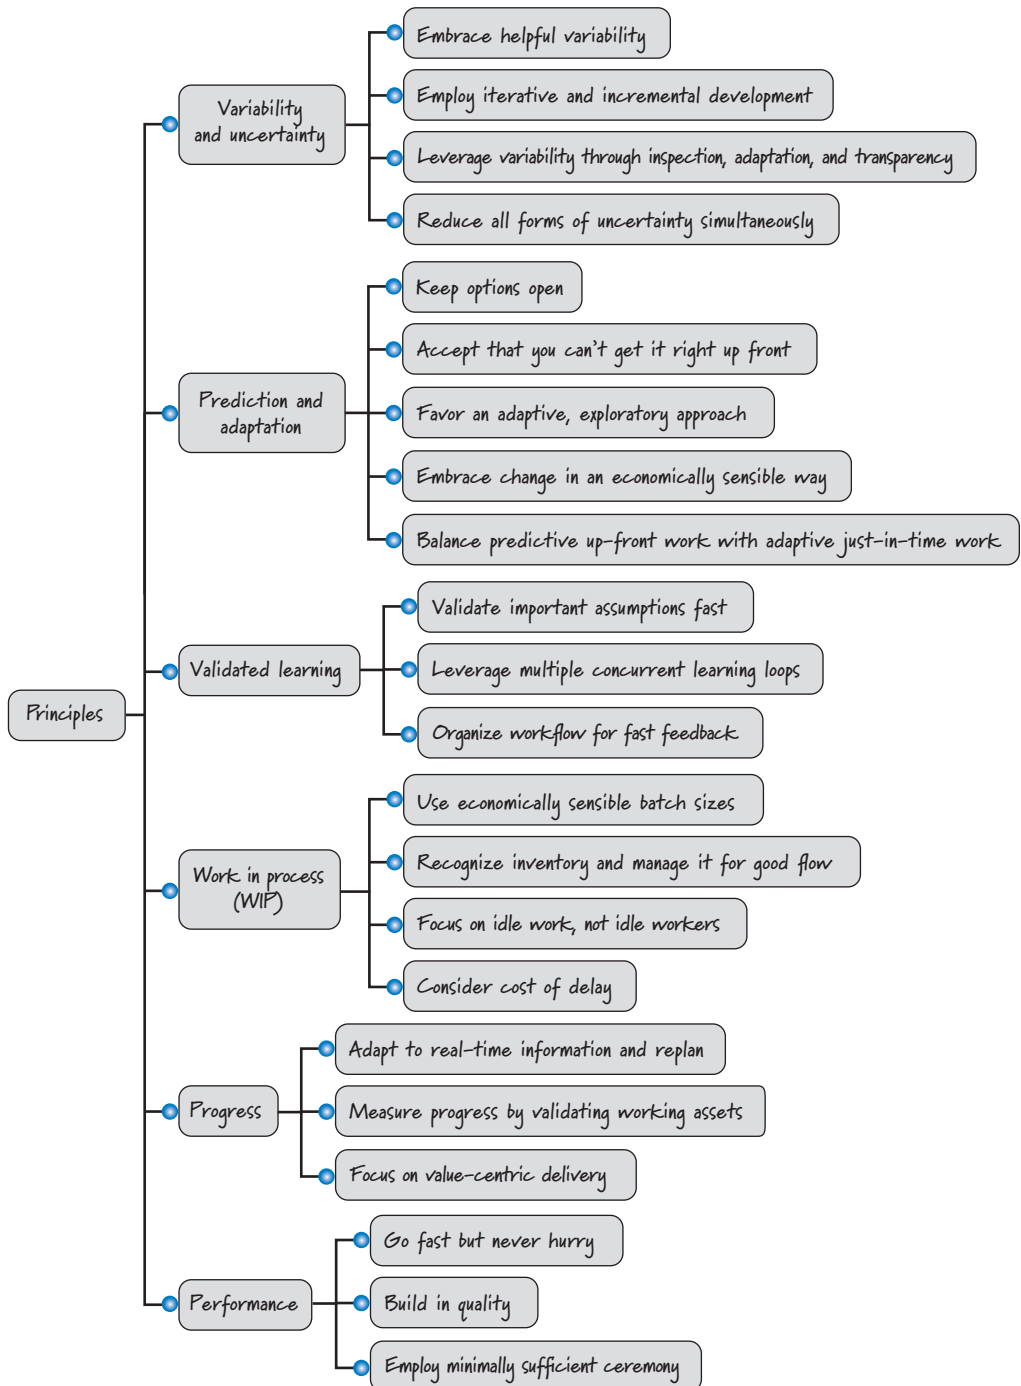 Principles
Variability
and uncertainty
Embrace helpful variability
Employ iterative and incremental development
Leverage variability through inspection, adaptation, and transparency
Reduce all forms of uncertainty simultaneously
Prediction and
adaptation
Keep options open
Accept that you can't get it right up front
Favor an adaptive, exploratory approach
Embrace change in an economically sensible way
Balance predictive up-front work with adaptive just-in-time work
Validated learning
Validate important assumptions fast
Leverage multiple concurrent learning loops
Organize workflow for fast feedback
Work in process
(WIP)
Use economically sensible batch sizes
Recognize inventory and manage it for good flow
Focus on idle work, not idle workers
Consider cost of delay
Progress
Adapt to real-time information and replan
Measure progress by validating working assets
Focus on value-centric delivery
Performance
Go fast but never hurry
Build in quality
Employ minimally sufficient ceremony